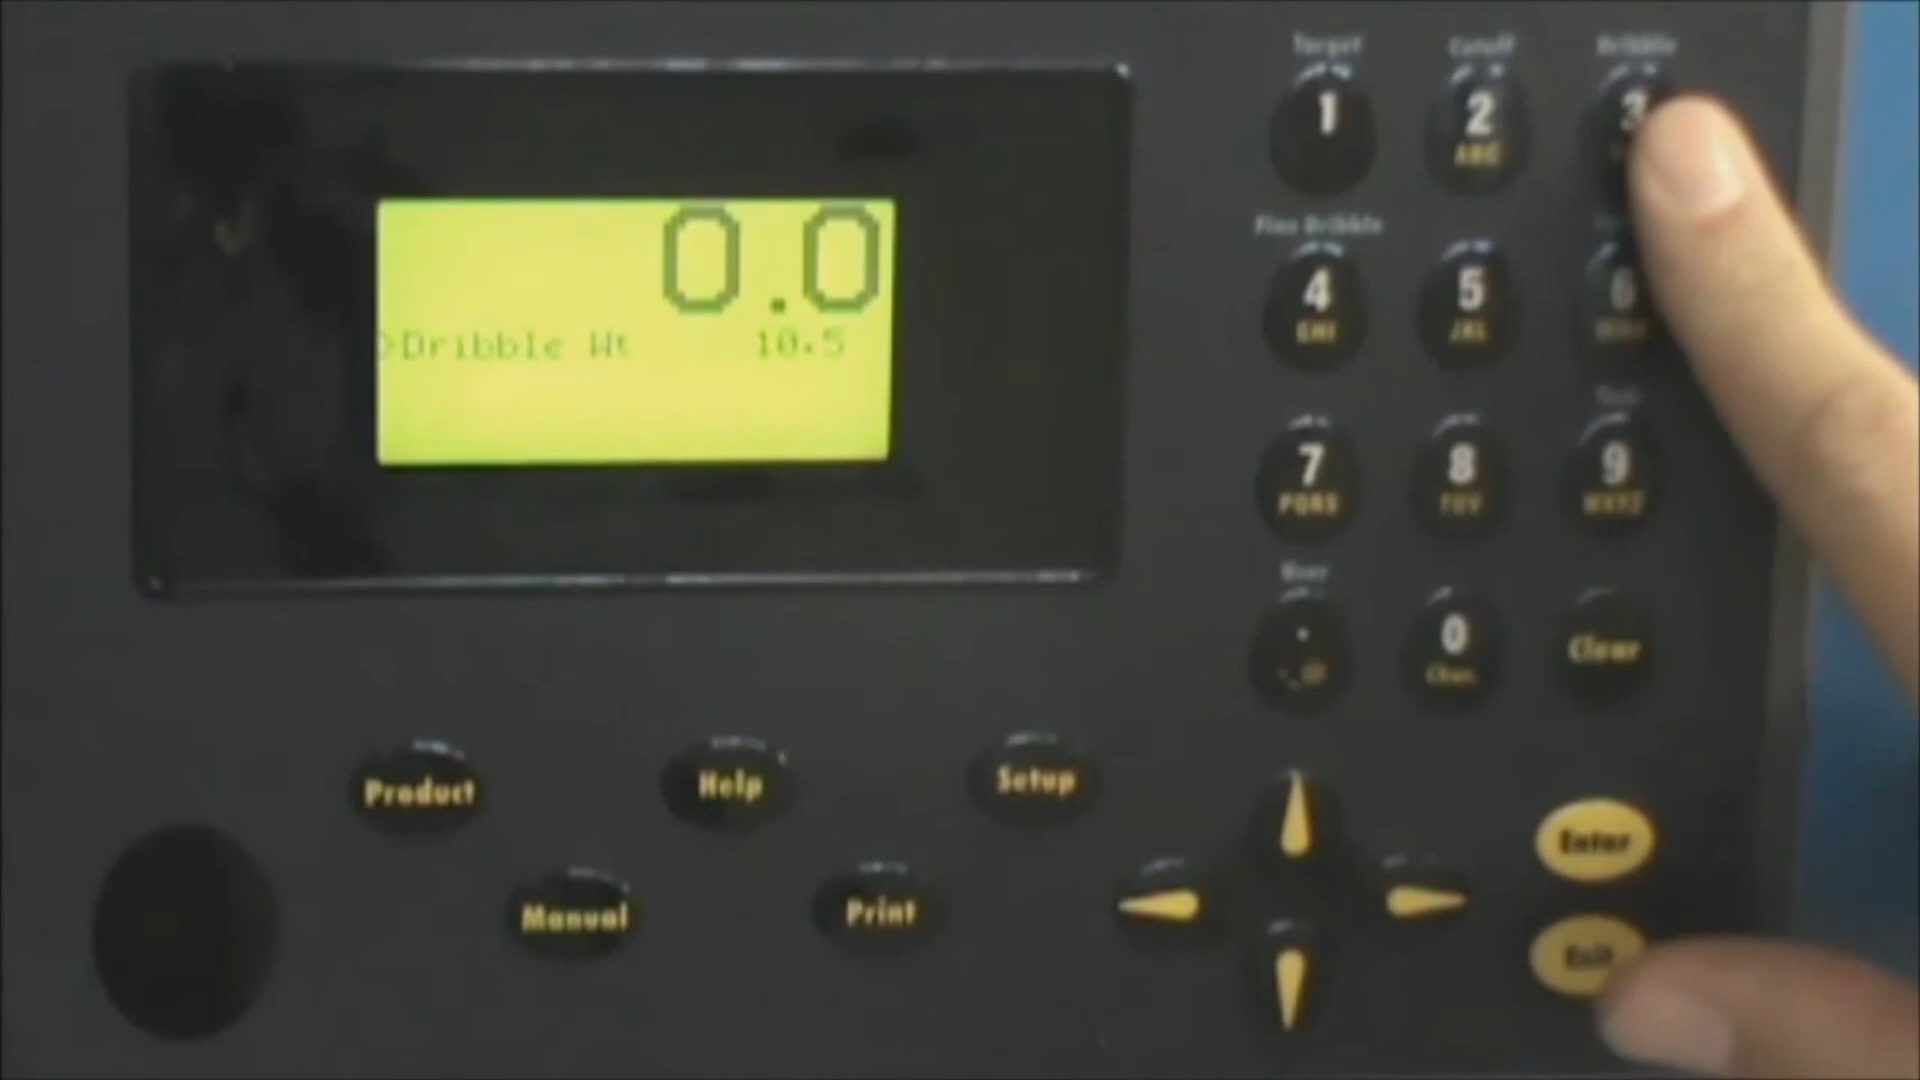 Target Cutoff Dribble
1 2 3
ABC
0.0
>Dribble Wt 10.5
Fine Dribble
4 5 6
GHI JKL
7 8 9
PQRS TUV WXYZ
User
. 0 Clear
Char.
Product Help Setup
Enter
Manual Print
Exit